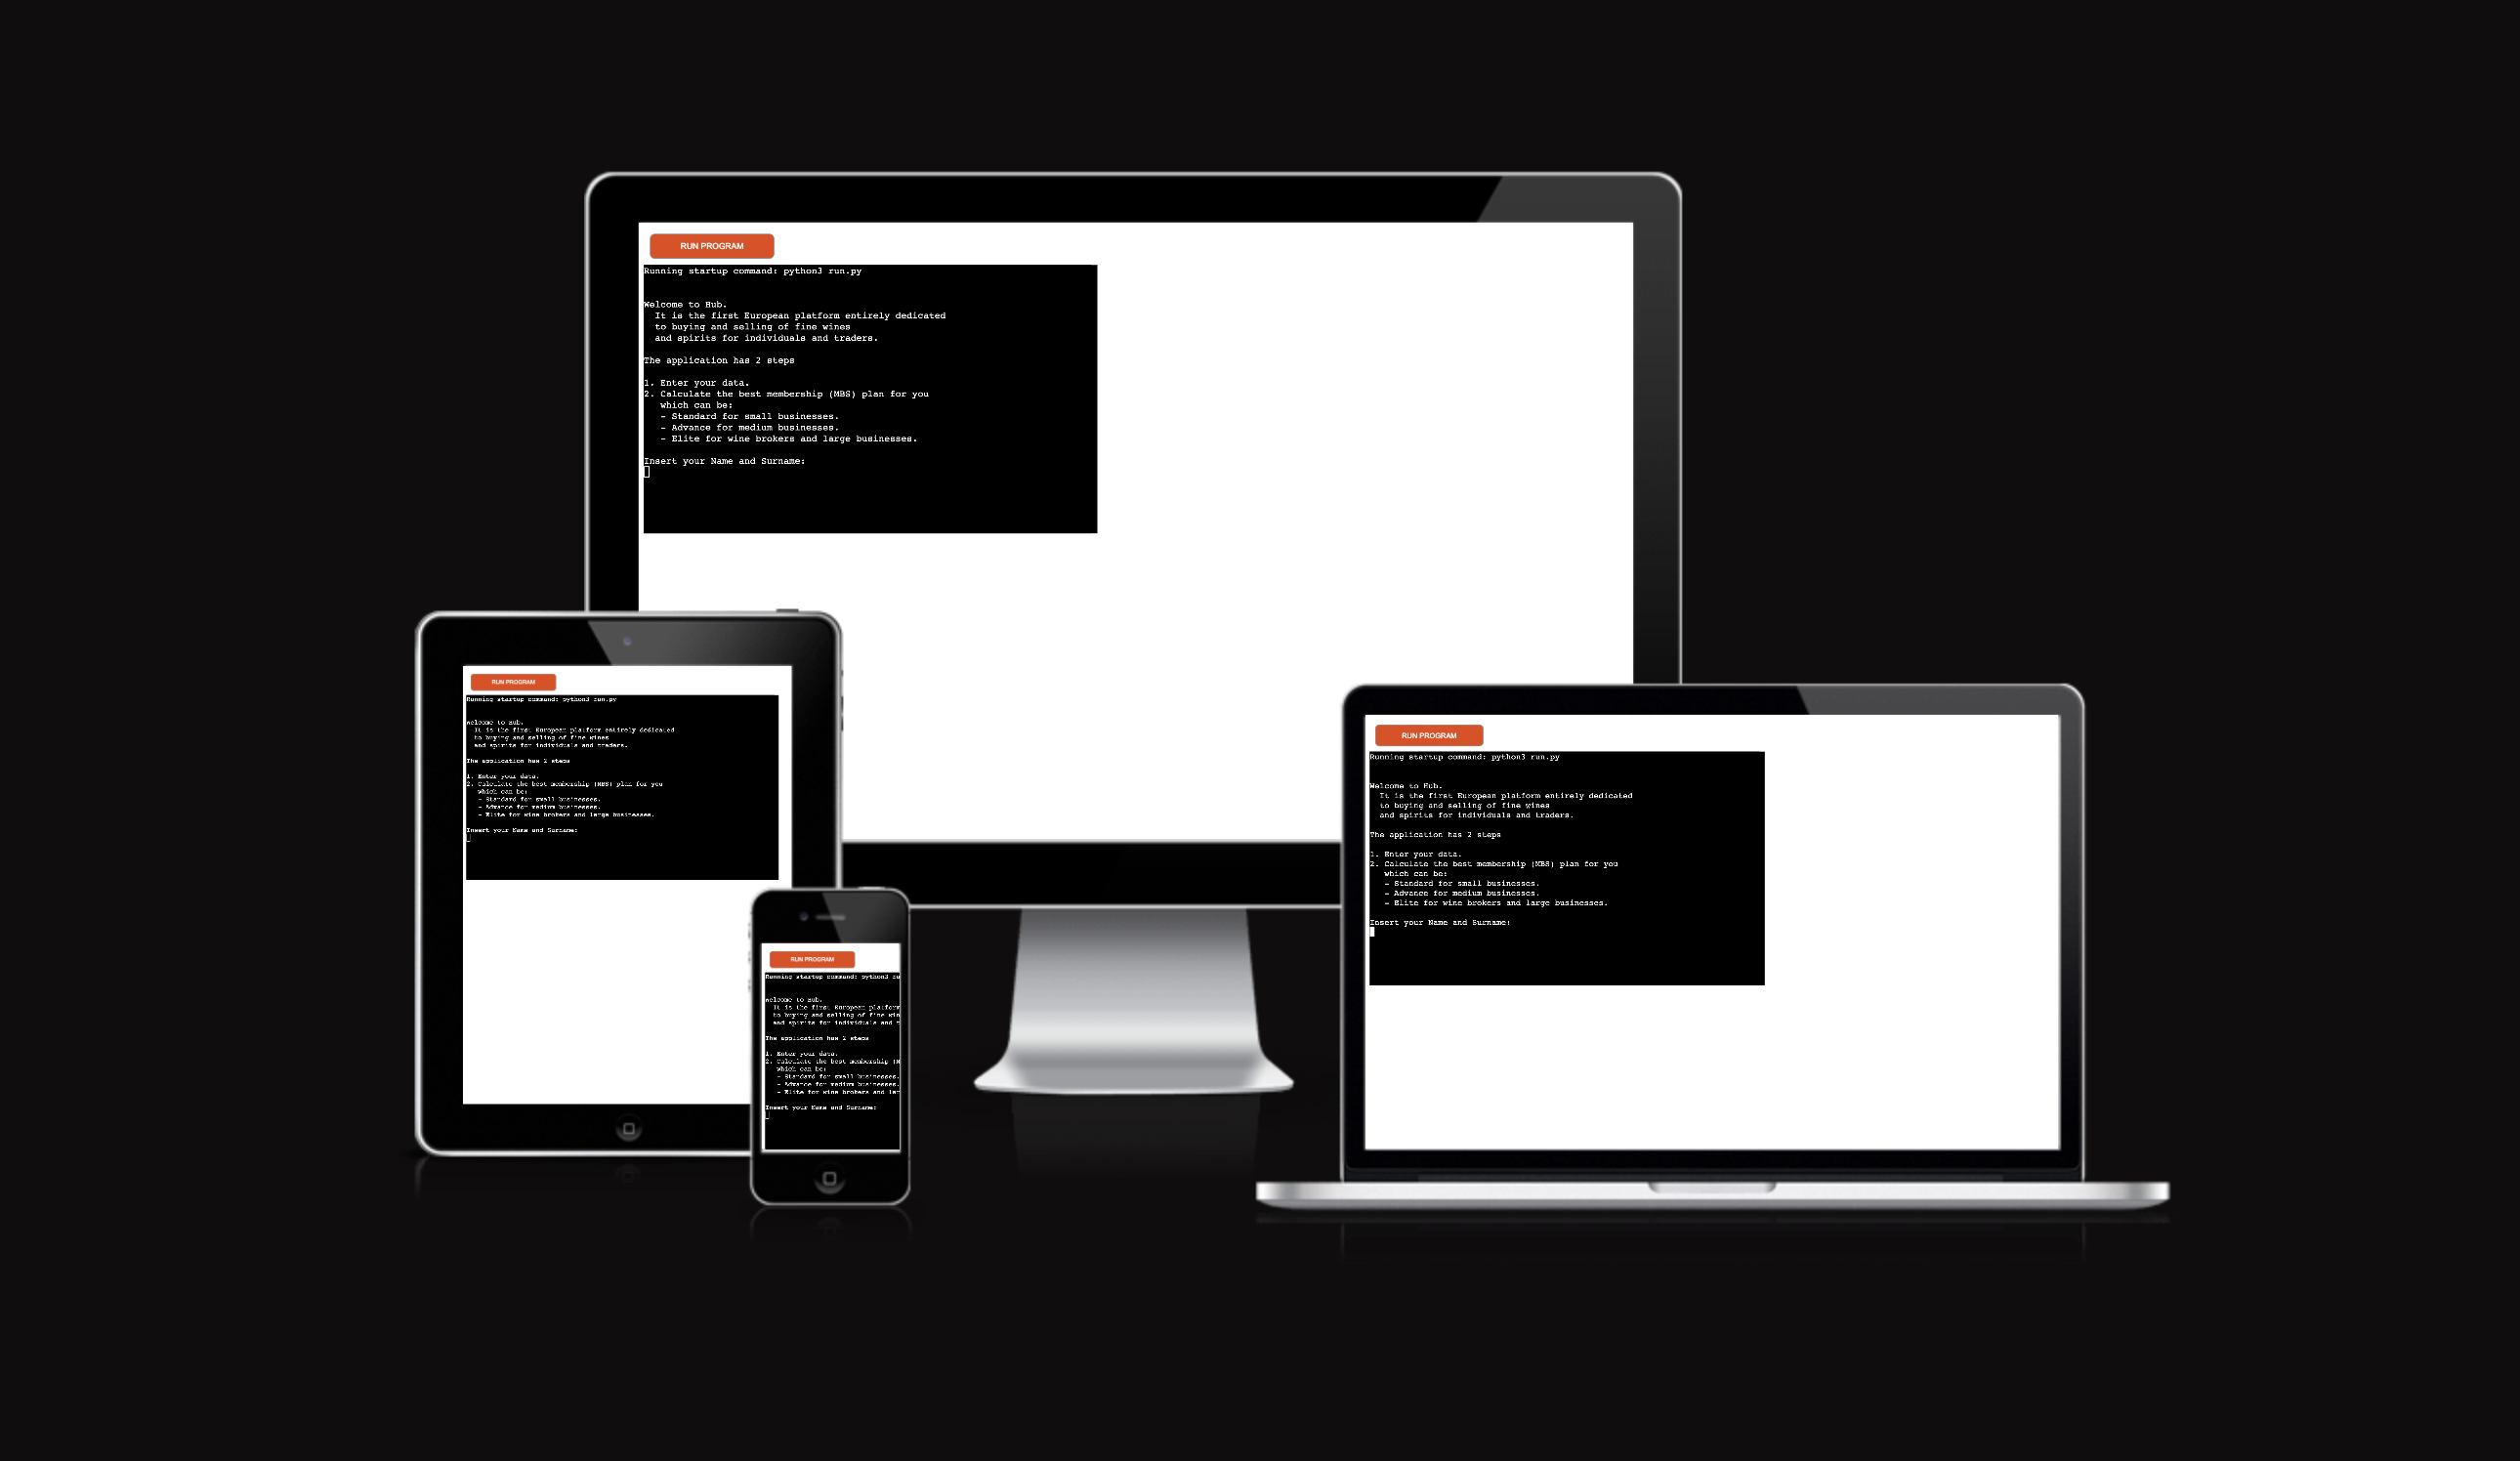 RUN PROGRAM
Running startup command: python3 run.py
Welcome to Hub.
It is the first European platform entirely dedicated
to buying and selling of fine wines
and spirits for individuals and traders.
The application has 2 steps
1. Enter your data.
2. Calculate the best membership (MBS) plan for you
which can be:
- Standard for small businesses.
- Advance for medium businesses.
- Elite for wine brokers and large businesses.
Insert your Name and Surname:
RUN PROGRAM
Running startup command: python3 run.py
Welcome to Hub.
It is the first European platform entirely dedicated
to buying and selling of fine wines
and spirits for individuals and traders.
The application has 2 steps
1. Enter your data.
2. Calculate the best membership (MBS) plan for you
which can be:
- Standard for small businesses.
- Advance for medium businesses.
- Elite for wine brokers and large businesses.
Insert your Name and Surname:
RUN PROGRAM
Running startup command: python3 ru
Welcome to Hub.
It is the first European platform
to buying and selling of fine win
and spirits for individuals and t
The application has 2 steps
1. Enter your data.
2. Calculate the best membership (M
which can be:
- Standard for small businesses.
- Advance for medium businesses.
- Elite for wine brokers and lar
Insert your Name and Surname:
RUN PROGRAM
Running startup command: python3 run.py
Welcome to Hub.
It is the first European platform entirely dedicated
to buying and selling of fine wines
and spirits for individuals and traders.
The application has 2 steps
1. Enter your data.
2. Calculate the best membership (MBS) plan for you
which can be:
- Standard for small businesses.
- Advance for medium businesses.
- Elite for wine brokers and large businesses.
Insert your Name and Surname: